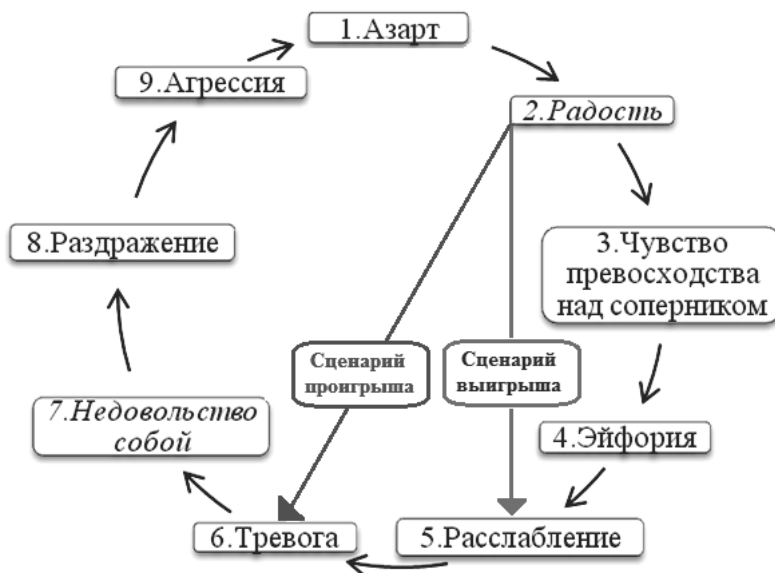 1.Азарт
2.Радость
3.Чувство
превосходства
над соперником
4.Эйфория
5.Расслабление
6.Тревога
7.Недовольство
собой
8.Раздражение
9.Агрессия
Сценарий
проигрыша
Сценарий
выигрыша